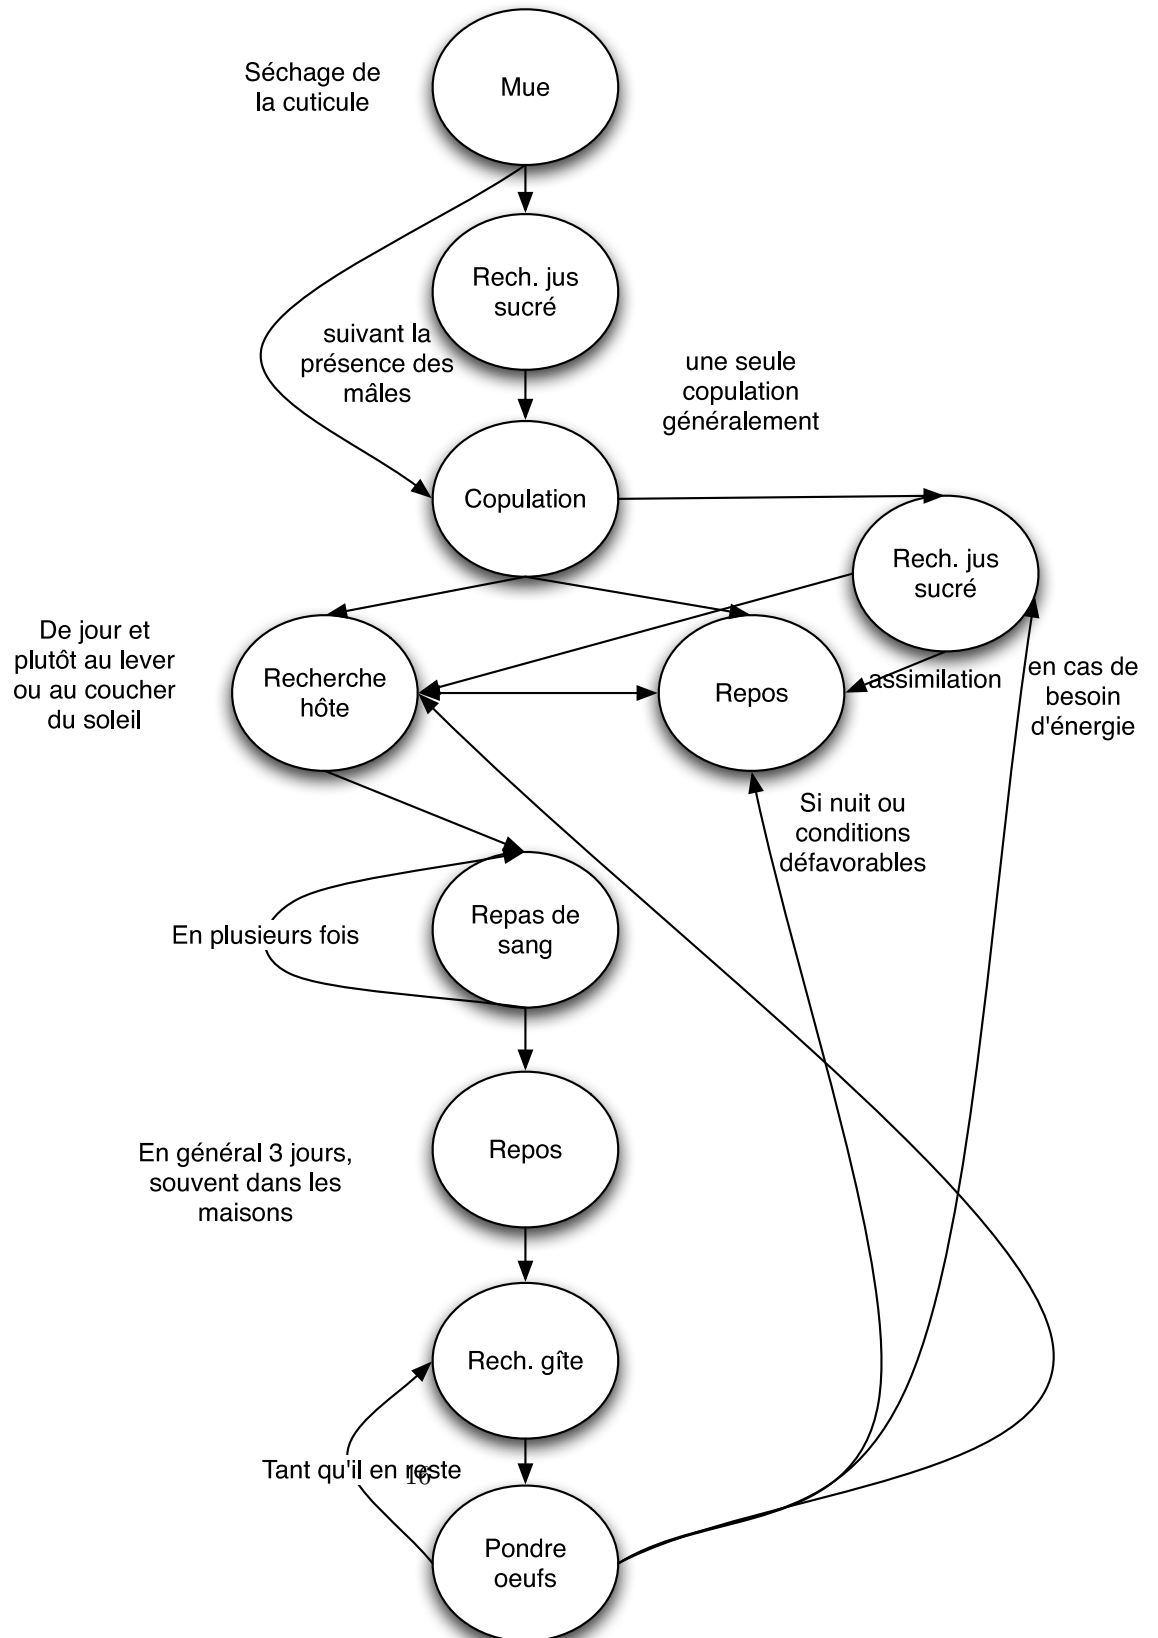 Mue
Séchage de
la cuticule
Rech. jus
sucré
suivant la
présence des
mâles
une seule
copulation
généralement
Copulation
Rech. jus
sucré
De jour et
plutôt au lever
ou au coucher
du soleil
Recherche
hôte
Repos
assimilation
en cas de
besoin
d'énergie
Si nuit ou
conditions
défavorables
Repas de
sang
En plusieurs fois
Repos
En général 3 jours,
souvent dans les
maisons
Rech. gîte
Tant qu'il en reste
16
Pondre
oeufs